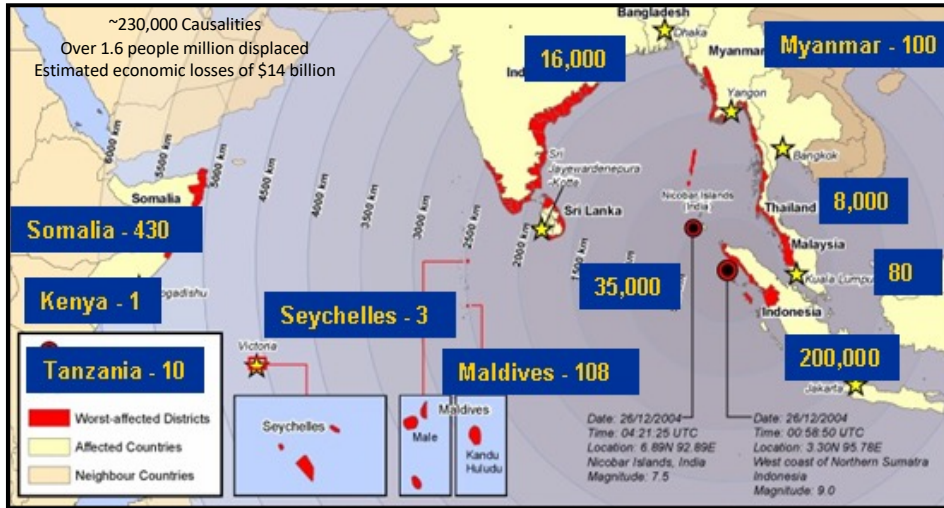 ~230,000 Causalities
Over 1.6 people million displaced
Estimated economic losses of $14 billion
Bangladesh
Dhaka
Myanmar
Myanmar - 100
16,000
Yangon
Bangkok
6000 km
5500 km
5000 km
4500 km
4000 km
3500 km
3000 km
2500 km
2000 km
1500 km
Somalia
Sri
Jayewardenepura
-Kotte
Sri Lanka
Nicobar Islands
(India)
Thailand
8,000
Malaysia
Kuala Lumpu
80
Somalia - 430
35,000
Indonesia
Kenya - 1
ogadishu
Seychelles - 3
200,000
Jakarta
Victoria
Tanzania - 10
Maldives - 108
Worst-affected Districts
Affected Countries
Neighbour Countries
Seychelles
Maldives
Male
Kandu
Huludu
Date: 26/12/2004
Time: 04:21:25 UTC
Location: 6.89N 92.89E
Nicobar Islands, India
Magnitude: 7.5
Date: 26/12/2004
Time: 00:58:50 UTC
Location: 3.30N 95.78E
West coast of Northern Sumatra
Indonesia
Magnitude: 9.0